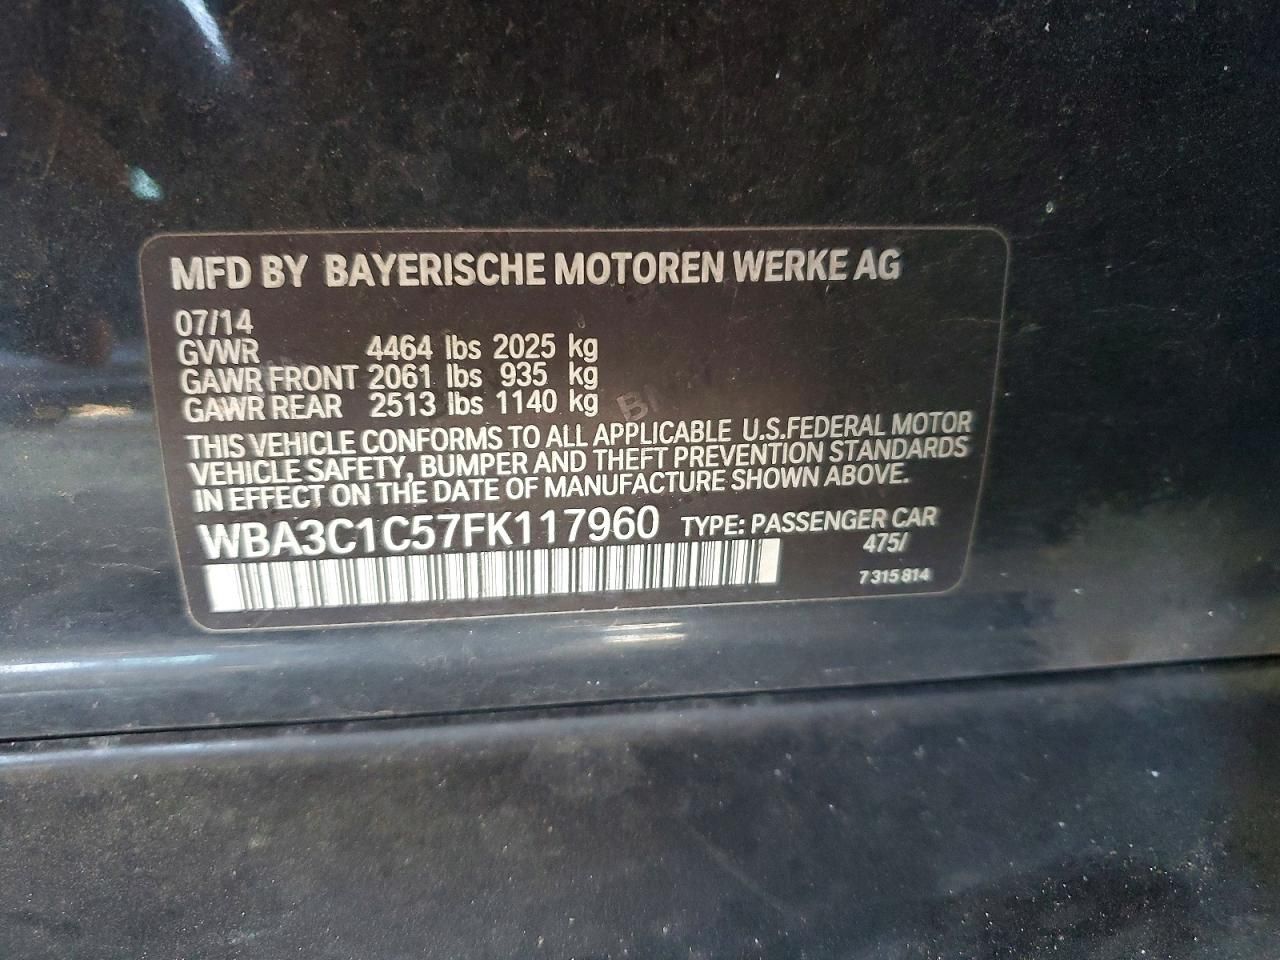 MFD BY BAYERISCHE MOTOREN WERKE AG
07/14
GVWR 4464 lbs 2025 kg
GAWR FRONT 2061 lbs 935 kg
GAWR REAR 2513 lbs 1140 kg
THIS VEHICLE CONFORMS TO ALL APPLICABLE U.S.FEDERAL MOTOR
VEHICLE SAFETY, BUMPER AND THEFT PREVENTION STANDARDS
IN EFFECT ON THE DATE OF MANUFACTURE SHOWN ABOVE.
WBA3C1C57FK117960 TYPE: PASSENGER CAR
475/
7 315 814